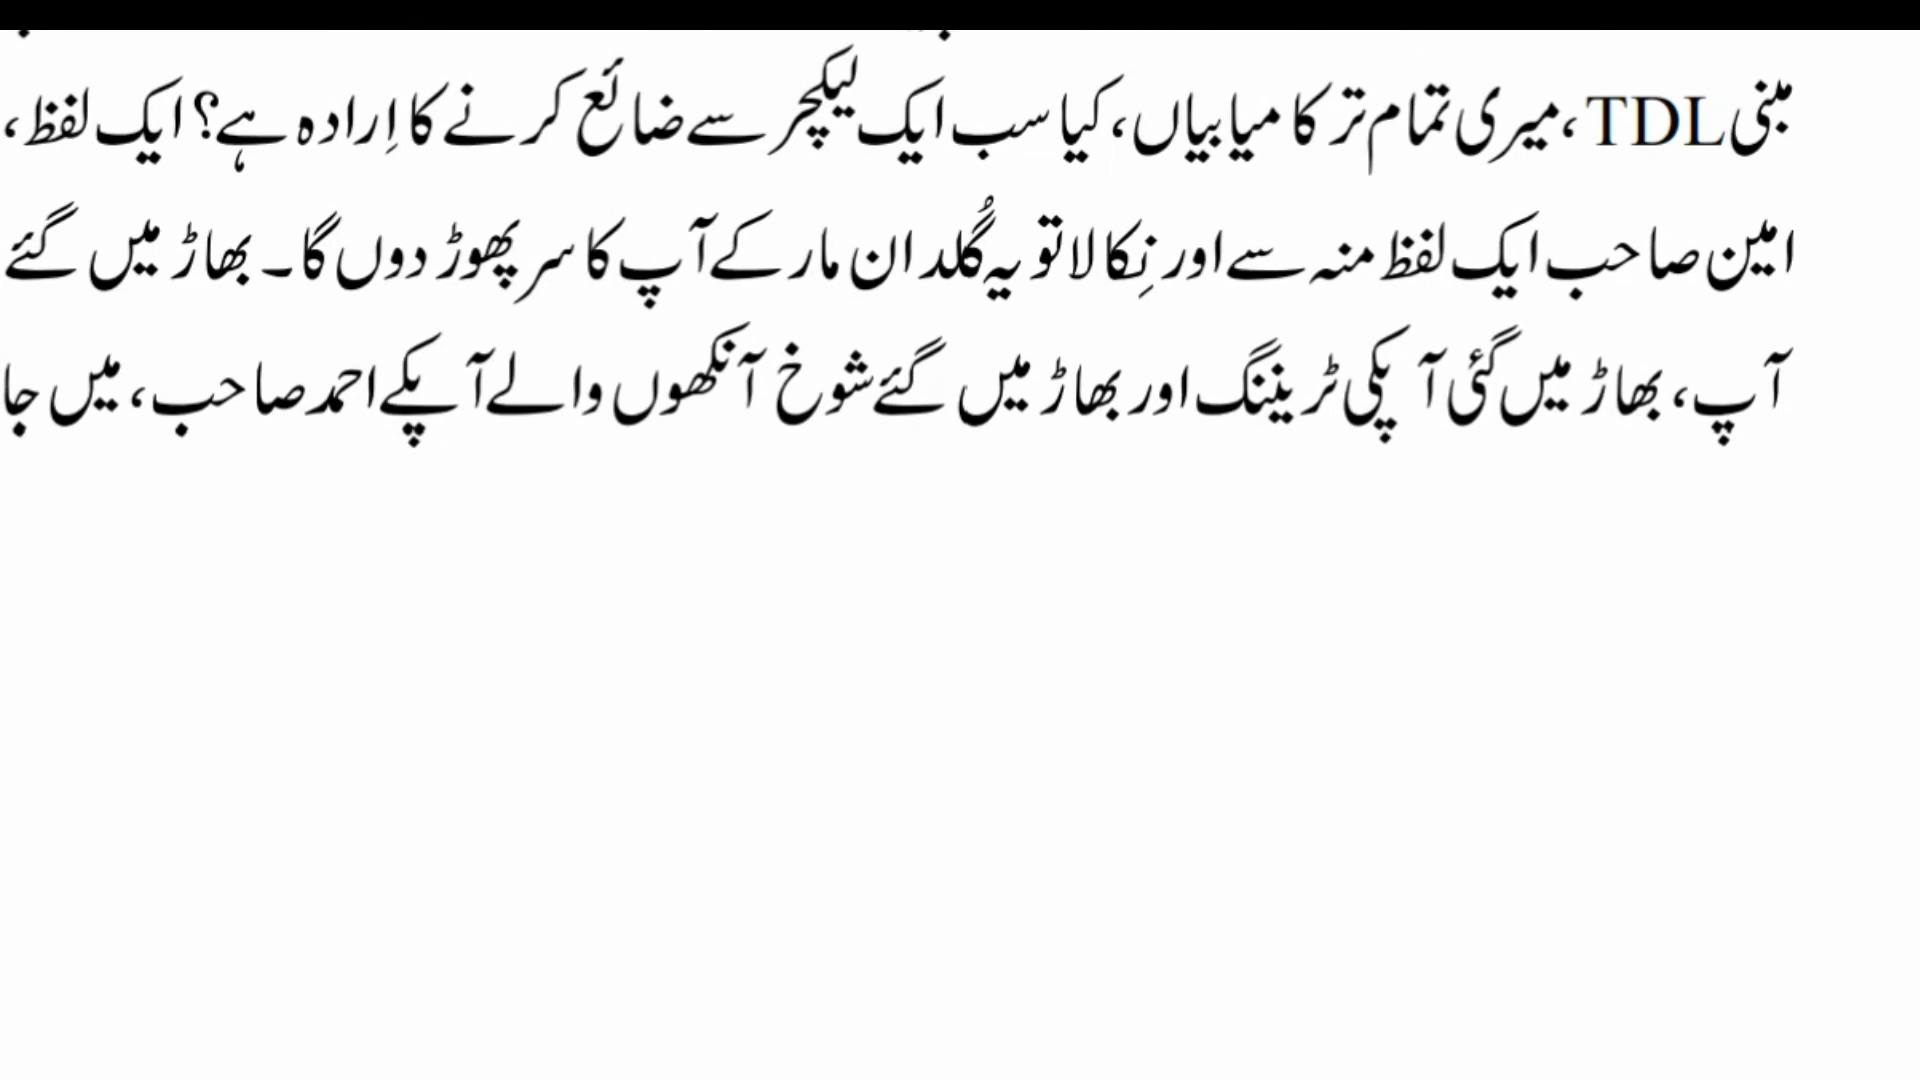 مبنی TDL، میری تمام تر کامیابیاں، کیا سب ایک لیکچر سے ضائع کرنے کا اِرادہ ہے؟ ایک لفظ،
امین صاحب ایک لفظ منہ سے اور نِکالا تو یہ گُلدان مار کے آپ کا سر پھوڑ دوں گا۔ بھاڑ میں گئے
آپ، بھاڑ میں گئی آپکی ٹریننگ اور بھاڑ میں گئے شوخ آنکھوں والے آپکے احمد صاحب، میں جا